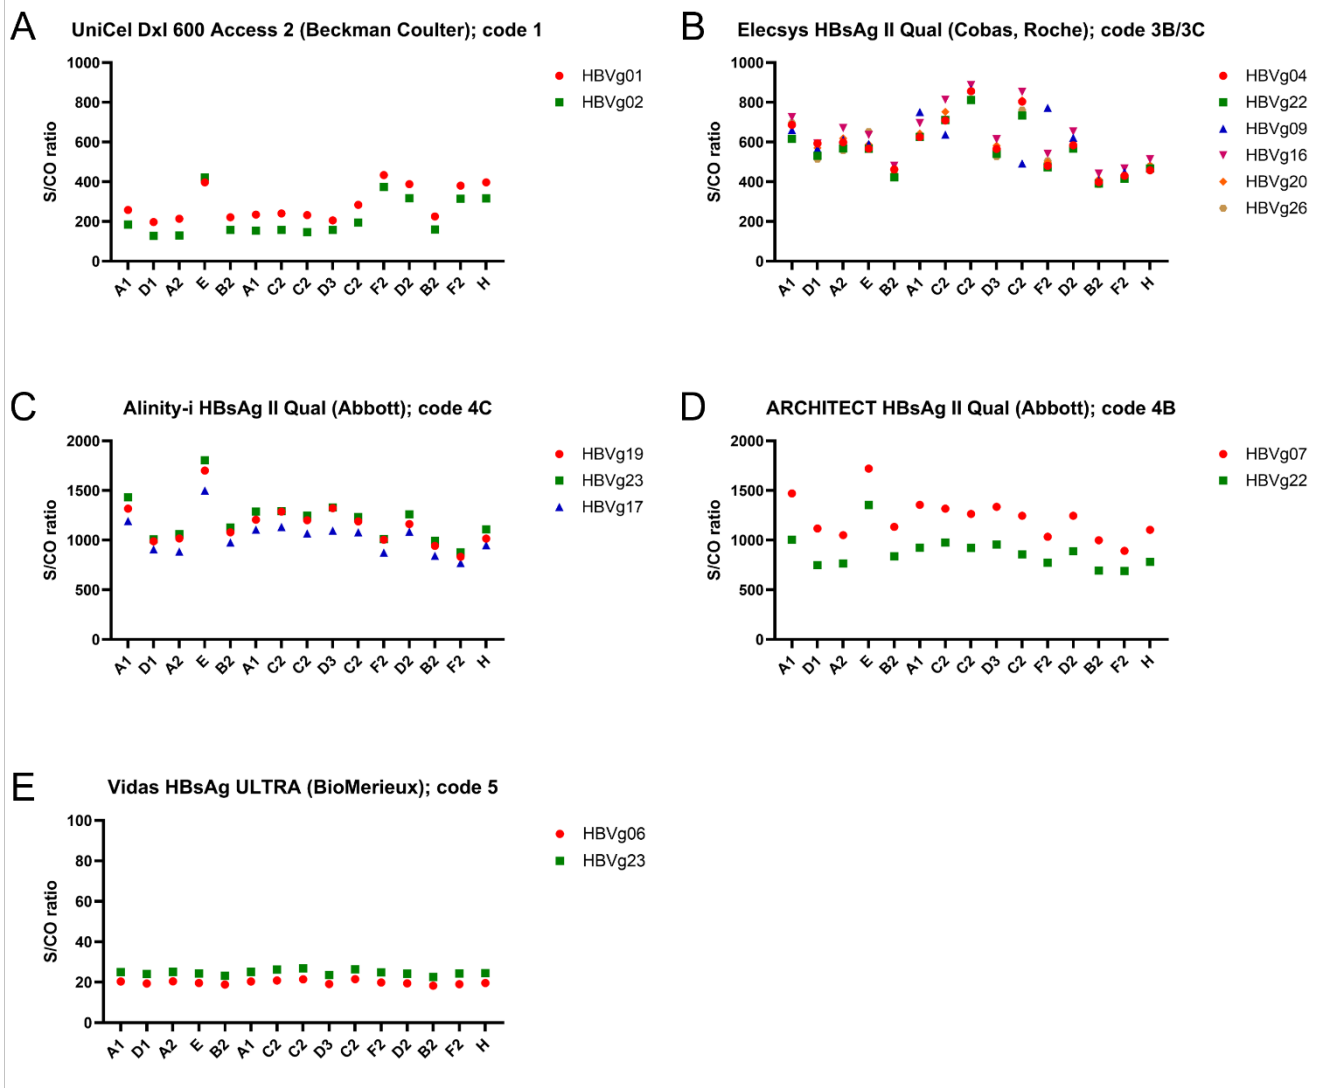 A
UniCel DxI 600 Access 2 (Beckman Coulter); code 1
S/CO ratio
1000
800
600
400
200
0
A1 D1 A2 E B2 A1 C2 C2 D3 C2 F2 D2 B2 F2 H
HBVg01
HBVg02
B
Elecsys HBsAg II Qual (Cobas, Roche); code 3B/3C
S/CO ratio
1000
800
600
400
200
0
A1 D1 A2 E B2 A1 C2 C2 D3 C2 F2 D2 B2 F2 H
HBVg04
HBVg22
HBVg09
HBVg16
HBVg20
HBVg26
C
Alinity-i HBsAg II Qual (Abbott); code 4C
S/CO ratio
2000
1500
1000
500
0
A1 D1 A2 E B2 A1 C2 C2 D3 C2 F2 D2 B2 F2 H
HBVg19
HBVg23
HBVg17
D
ARCHITECT HBsAg II Qual (Abbott); code 4B
S/CO ratio
2000
1500
1000
500
0
A1 D1 A2 E B2 A1 C2 C2 D3 C2 F2 D2 B2 F2 H
HBVg07
HBVg22
E
Vidas HBsAg ULTRA (BioMerieux); code 5
S/CO ratio
100
80
60
40
20
0
A1 D1 A2 E B2 A1 C2 C2 D3 C2 F2 D2 B2 F2 H
HBVg06
HBVg23